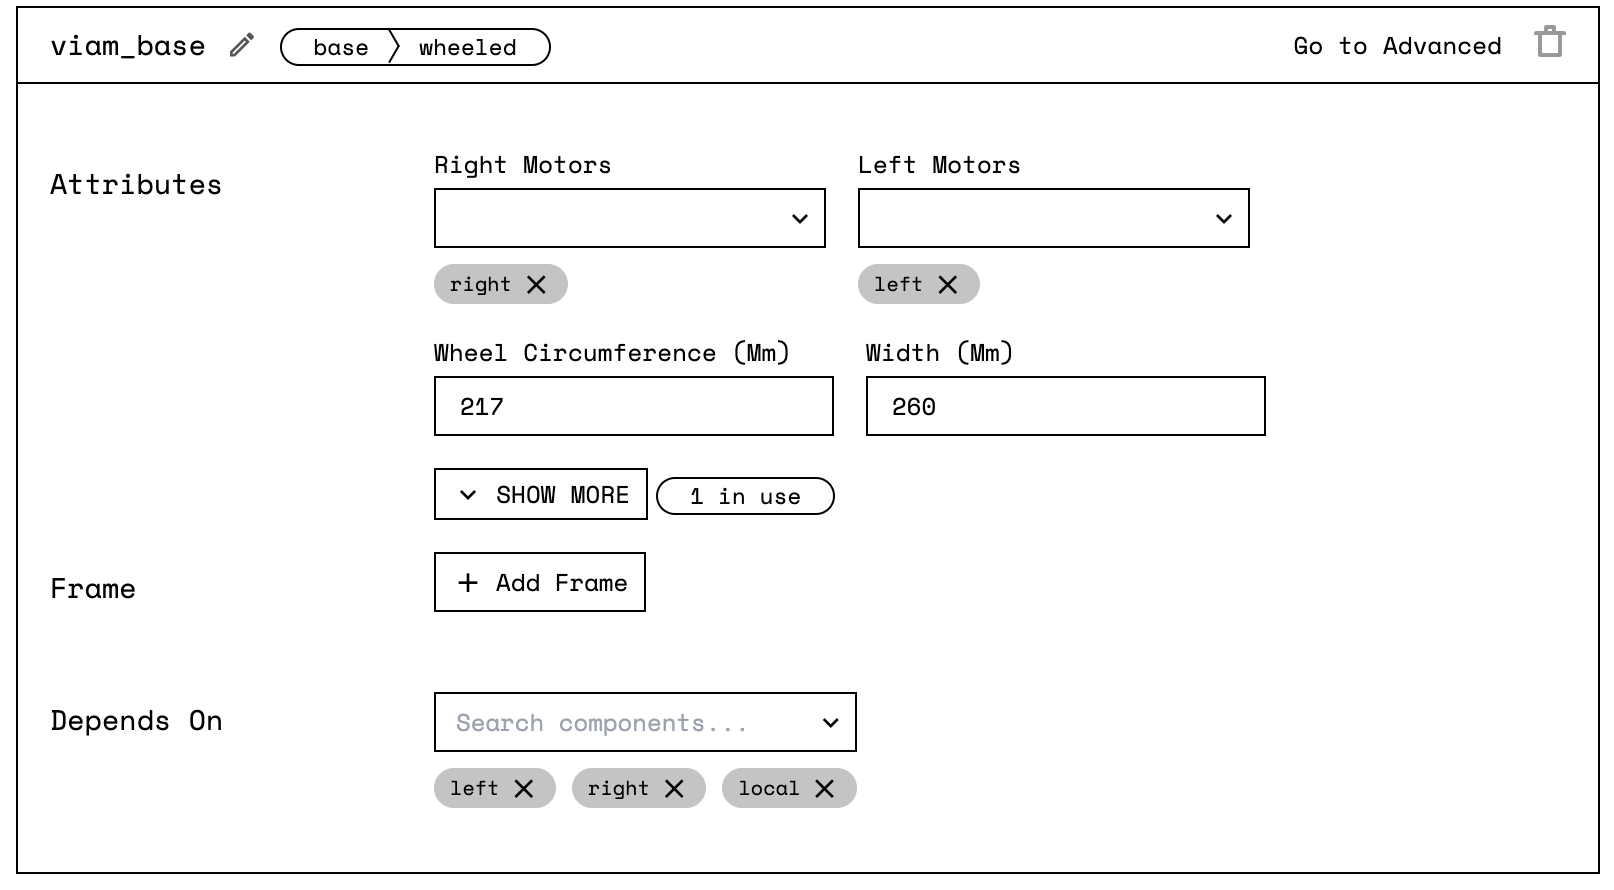 viam_base base wheeled Go to Advanced
Attributes
Right Motors Left Motors
right left
Wheel Circumference (Mm) Width (Mm)
217 260
SHOW MORE 1 in use
Frame + Add Frame
Depends On Search components...
left right local